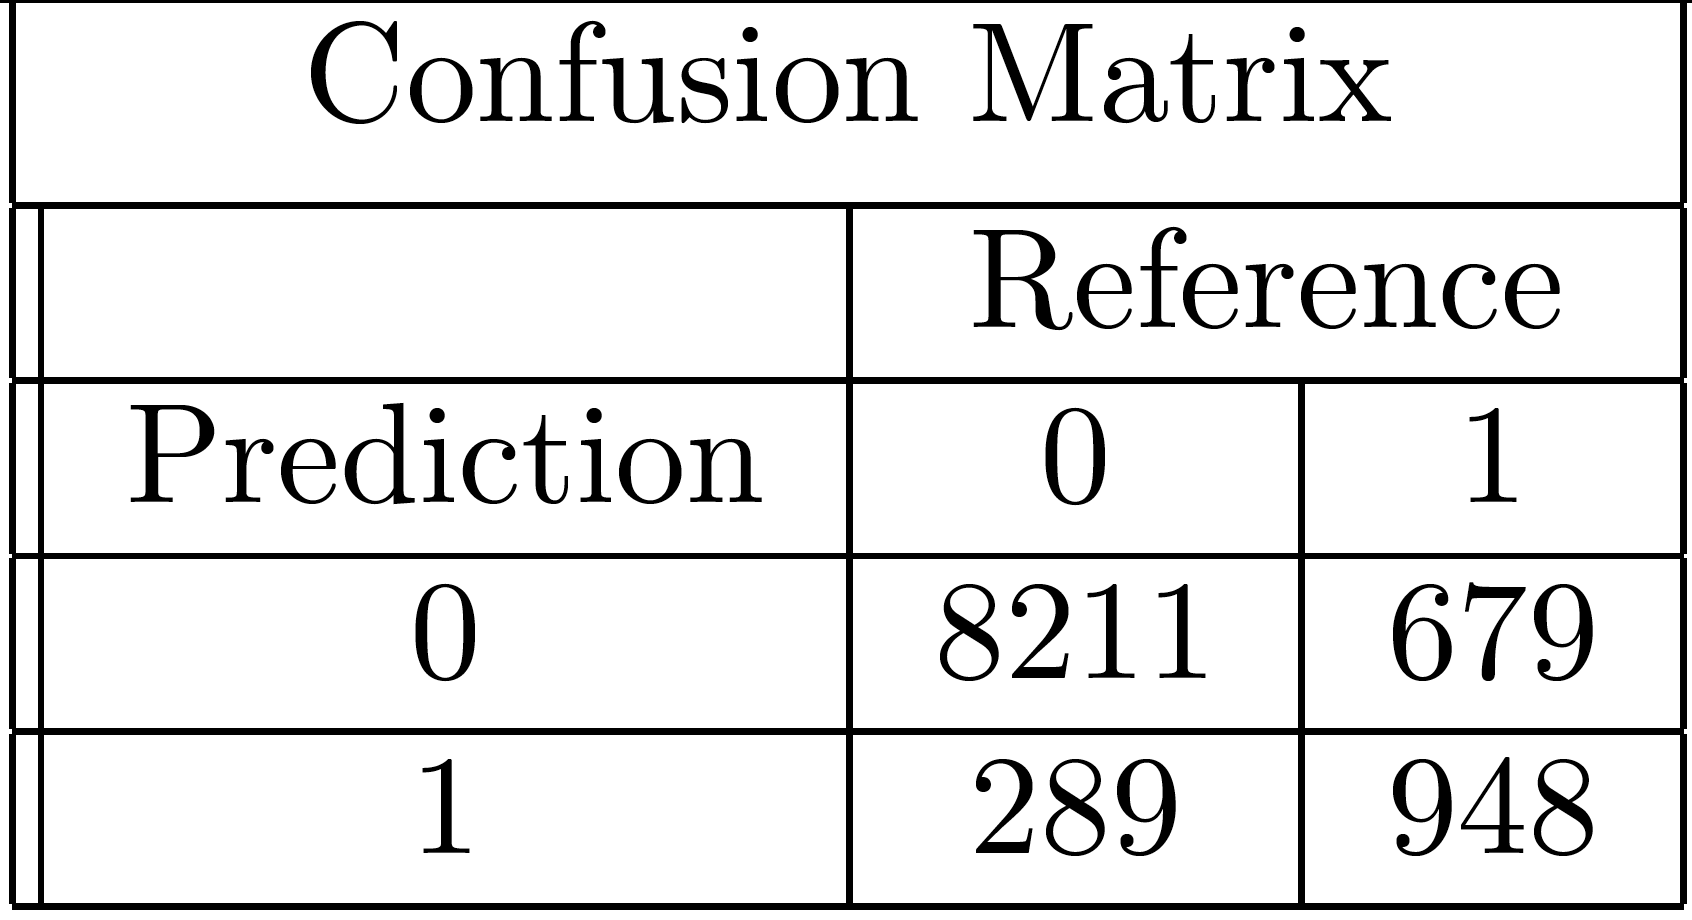 Confusion Matrix
Reference
Prediction 0 1
0 8211 679
1 289 948